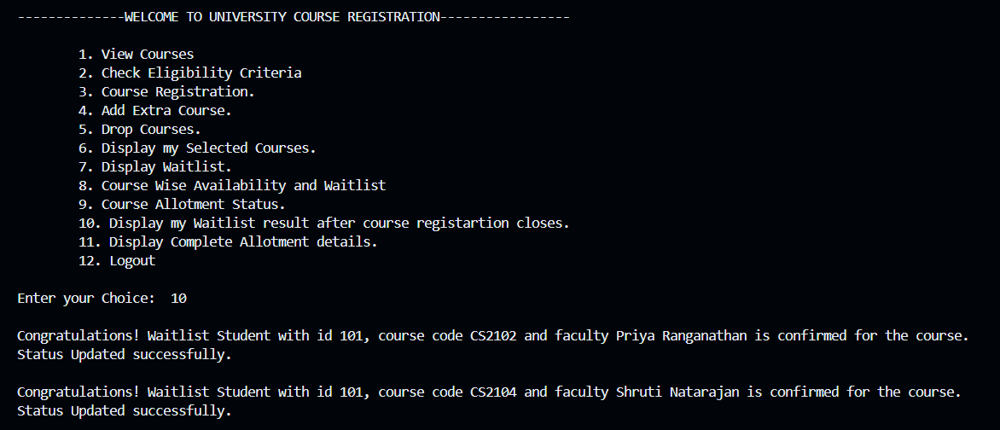 --------------WELCOME TO UNIVERSITY COURSE REGISTRATION-----------------
1. View Courses
2. Check Eligibility Criteria
3. Course Registration.
4. Add Extra Course.
5. Drop Courses.
6. Display my Selected Courses.
7. Display Waitlist.
8. Course Wise Availability and Waitlist
9. Course Allotment Status.
10. Display my Waitlist result after course registartion closes.
11. Display Complete Allotment details.
12. Logout
Enter your Choice:  10
Congratulations! Waitlist Student with id 101, course code CS2102 and faculty Priya Ranganathan is confirmed for the course.
Status Updated successfully.
Congratulations! Waitlist Student with id 101, course code CS2104 and faculty Shruti Natarajan is confirmed for the course.
Status Updated successfully.